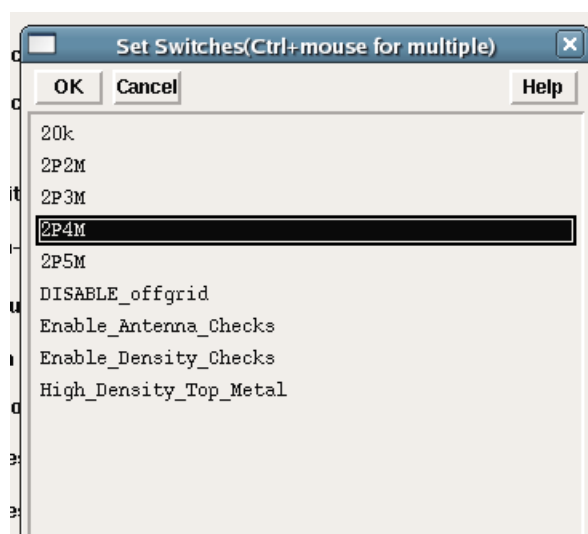 Set Switches(Ctrl+mouse for multiple)
OK Cancel Help
20k
2P2M
2P3M
2P4M
2P5M
DISABLE_offgrid
Enable_Antenna_Checks
Enable_Density_Checks
High_Density_Top_Metal